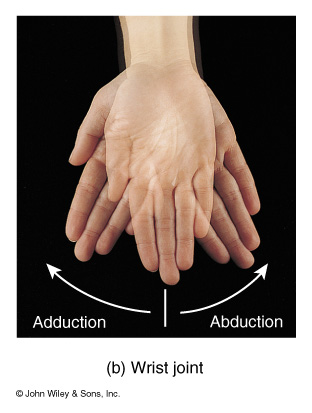 Adduction
Abduction
(b) Wrist joint
© John Wiley & Sons, Inc.